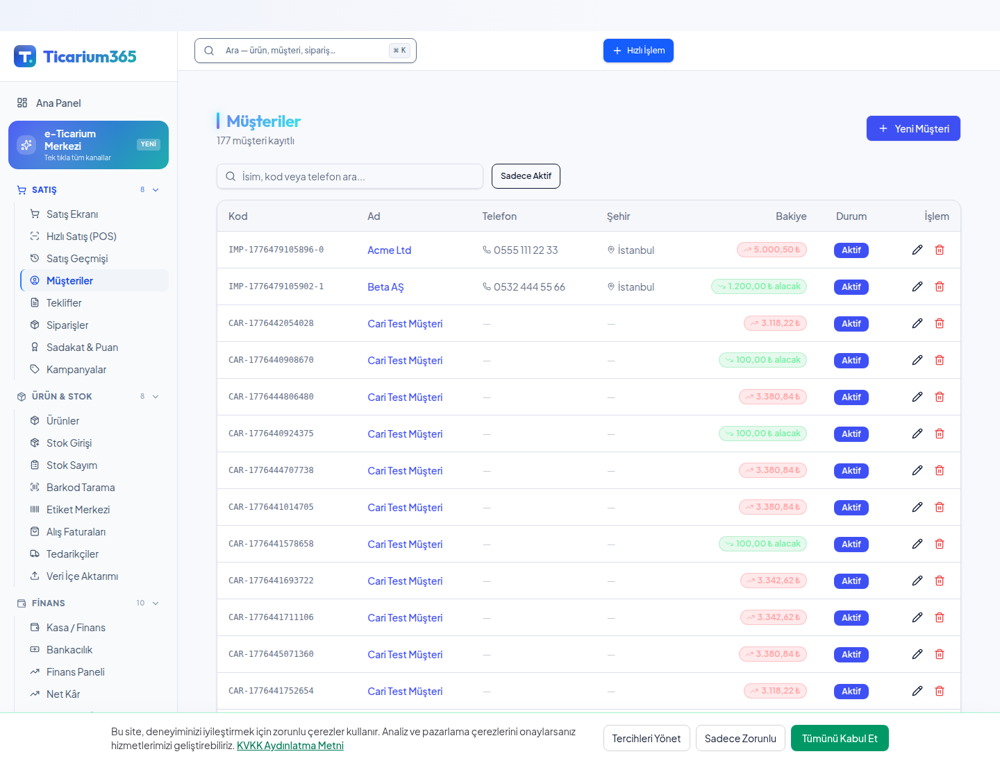 Ticarium365
Ara — ürün, müşteri, sipariş...
⌘ K
Hızlı İşlem
Ana Panel
e-Ticarium
Merkezi
Tek tıkla tüm kanallar
YENİ
SATIŞ 8
Satış Ekranı
Hızlı Satış (POS)
Satış Geçmişi
Müşteriler
Teklifler
Siparişler
Sadakat & Puan
Kampanyalar
ÜRÜN & STOK 8
Ürünler
Stok Girişi
Stok Sayım
Barkod Tarama
Etiket Merkezi
Alış Faturaları
Tedarikçiler
Veri İçe Aktarımı
FİNANS 10
Kasa / Finans
Bankacılık
Finans Paneli
Net Kâr
Müşteriler
177 müşteri kayıtlı
Yeni Müşteri
İsim, kod veya telefon ara...
Sadece Aktif
Kod Ad Telefon Şehir Bakiye Durum İşlem
IMP-1776479105896-0 Acme Ltd 0555 111 22 33 İstanbul 5.000,50 ₺ Aktif
IMP-1776479105902-1 Beta AŞ 0532 444 55 66 İstanbul 1.200,00 ₺ alacak Aktif
CAR-1776442054028 Cari Test Müşteri — — 3.118,22 ₺ Aktif
CAR-1776440908670 Cari Test Müşteri — — 100,00 ₺ alacak Aktif
CAR-1776444806480 Cari Test Müşteri — — 3.380,84 ₺ Aktif
CAR-1776440924375 Cari Test Müşteri — — 100,00 ₺ alacak Aktif
CAR-1776444707738 Cari Test Müşteri — — 3.380,84 ₺ Aktif
CAR-1776441014705 Cari Test Müşteri — — 3.380,84 ₺ Aktif
CAR-1776441578658 Cari Test Müşteri — — 100,00 ₺ alacak Aktif
CAR-1776441693722 Cari Test Müşteri — — 3.342,62 ₺ Aktif
CAR-1776441711106 Cari Test Müşteri — — 3.342,62 ₺ Aktif
CAR-1776445071360 Cari Test Müşteri — — 3.380,84 ₺ Aktif
CAR-1776441752654 Cari Test Müşteri — — 3.118,22 ₺ Aktif
Bu site, deneyiminizi iyileştirmek için zorunlu çerezler kullanır. Analiz ve pazarlama çerezlerini onaylarsanız
hizmetlerimizi geliştirebiliriz. KVKK Aydınlatma Metni
Tercihleri Yönet
Sadece Zorunlu
Tümünü Kabul Et